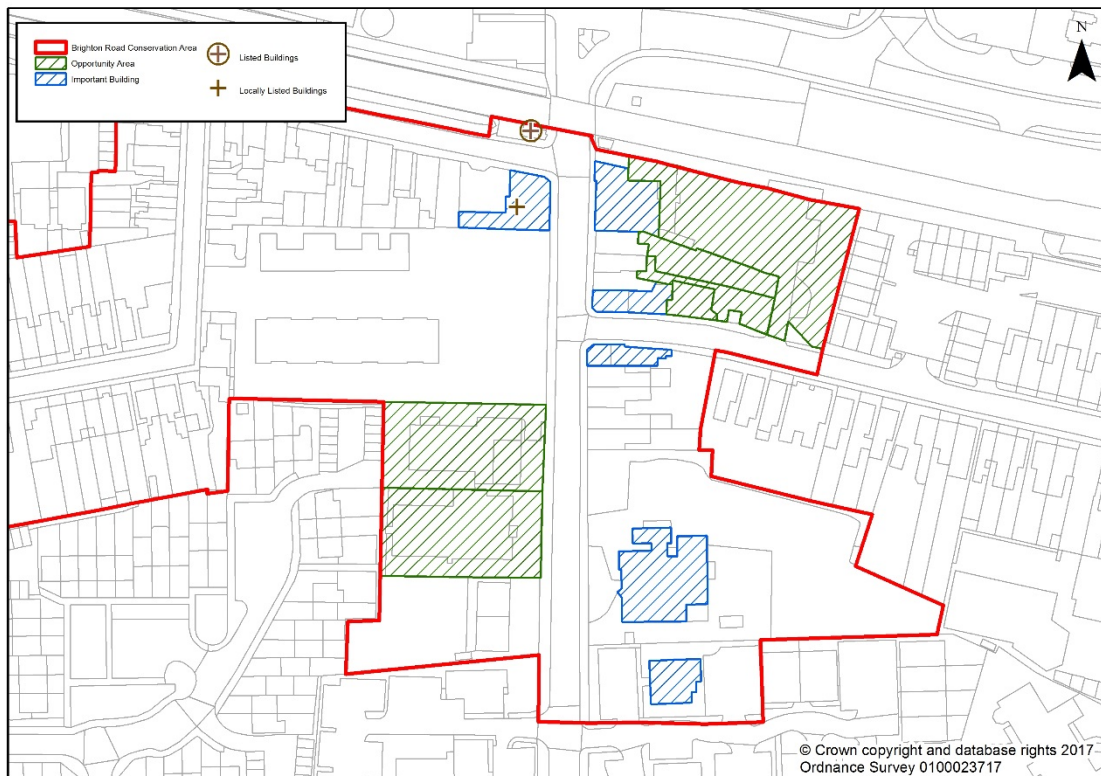 Brighton Road Conservation Area
Opportunity Area
Important Building
Listed Buildings
Locally Listed Buildings
N
© Crown copyright and database rights 2017
Ordnance Survey 0100023717